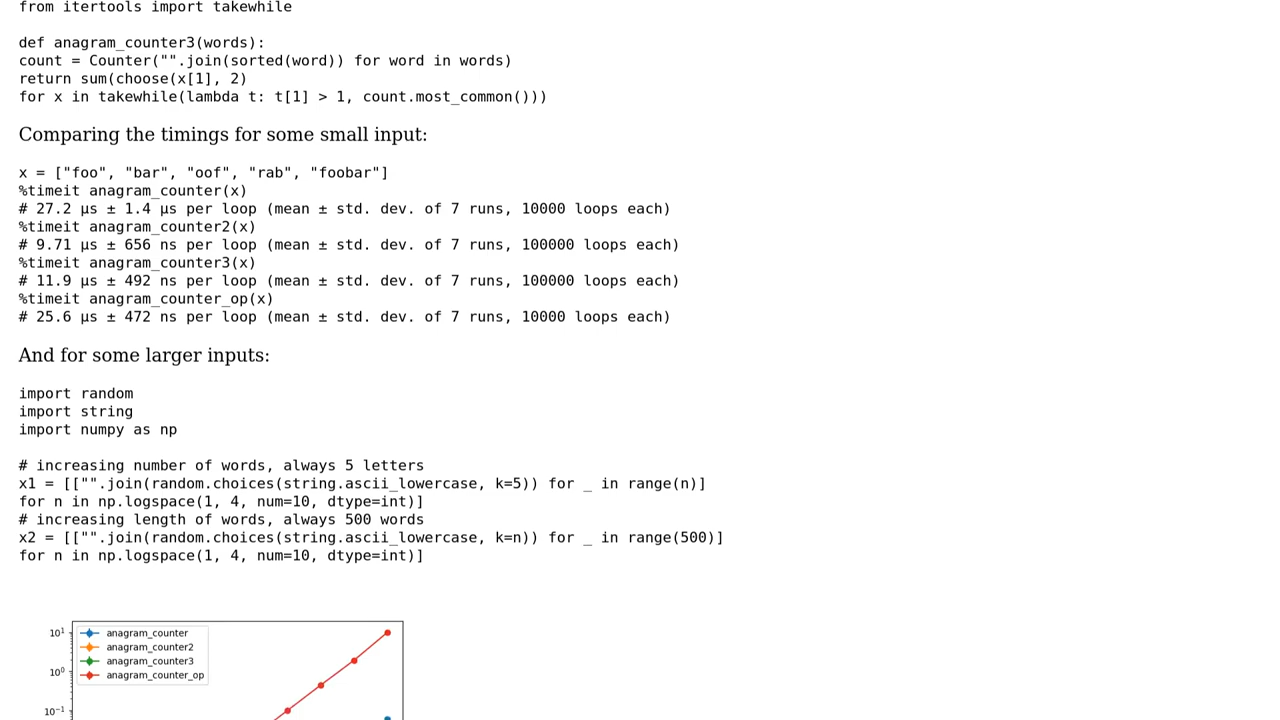 from itertools import takewhile
def anagram_counter3(words):
count = Counter("".join(sorted(word)) for word in words)
return sum(choose(x[1], 2)
for x in takewhile(lambda t: t[1] > 1, count.most_common()))
Comparing the timings for some small input:
x = ["foo", "bar", "oof", "rab", "foobar"]
%timeit anagram_counter(x)
# 27.2 µs ± 1.4 µs per loop (mean ± std. dev. of 7 runs, 10000 loops each)
%timeit anagram_counter2(x)
# 9.71 µs ± 656 ns per loop (mean ± std. dev. of 7 runs, 100000 loops each)
%timeit anagram_counter3(x)
# 11.9 µs ± 492 ns per loop (mean ± std. dev. of 7 runs, 100000 loops each)
%timeit anagram_counter_op(x)
# 25.6 µs ± 472 ns per loop (mean ± std. dev. of 7 runs, 10000 loops each)
And for some larger inputs:
import random
import string
import numpy as np
# increasing number of words, always 5 letters
x1 = [["".join(random.choices(string.ascii_lowercase, k=5)) for _ in range(n)]
for n in np.logspace(1, 4, num=10, dtype=int)]
# increasing length of words, always 500 words
x2 = [["".join(random.choices(string.ascii_lowercase, k=n)) for _ in range(500)]
for n in np.logspace(1, 4, num=10, dtype=int)]
10¹
anagram_counter
anagram_counter2
anagram_counter3
10⁰
anagram_counter_op
10⁻¹